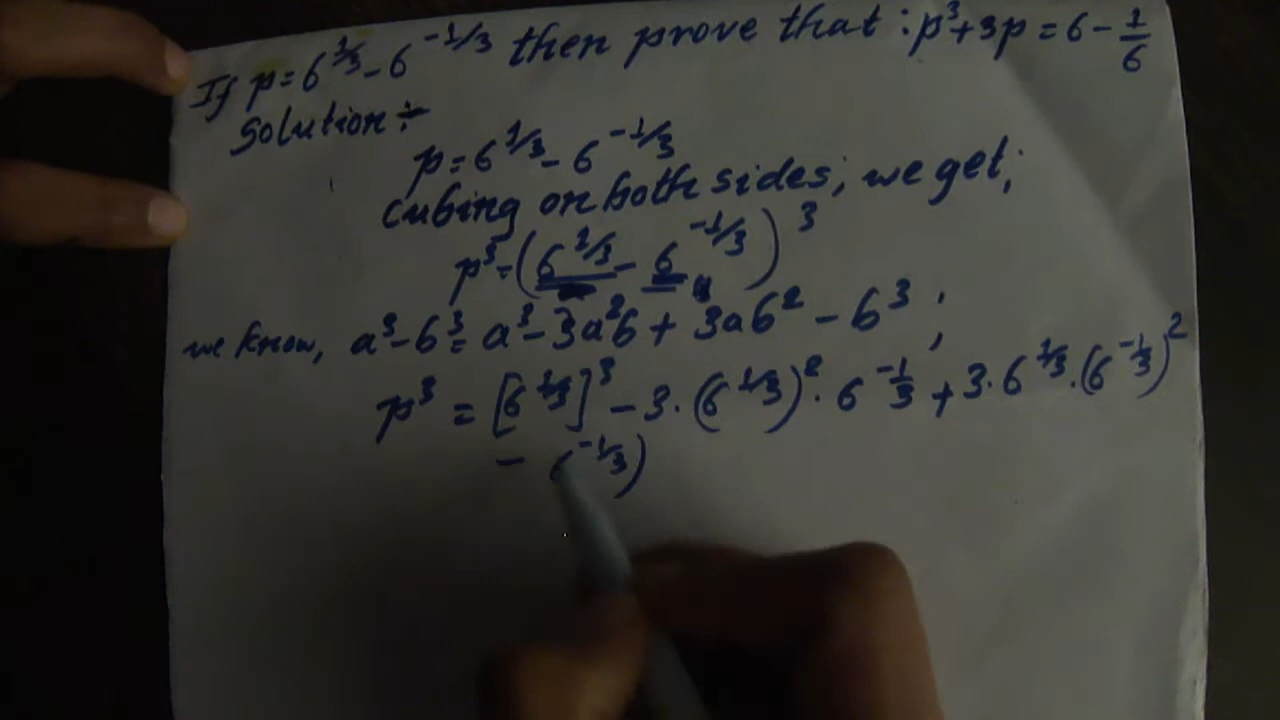 If p=6^1/3-6^-1/3 then prove that : p³+3p=6-1/6
Solution:-
p=6^1/3-6^-1/3
Cubing on both sides, we get;
p³=(6^1/3-6^-1/3)³
we know, a³-b³=a³-3a²b+3ab²-b³;
p³=[6^1/3]³-3.(6^1/3)².6^-1/3+3.6^1/3.(6^-1/3)²
-6^-1/3)